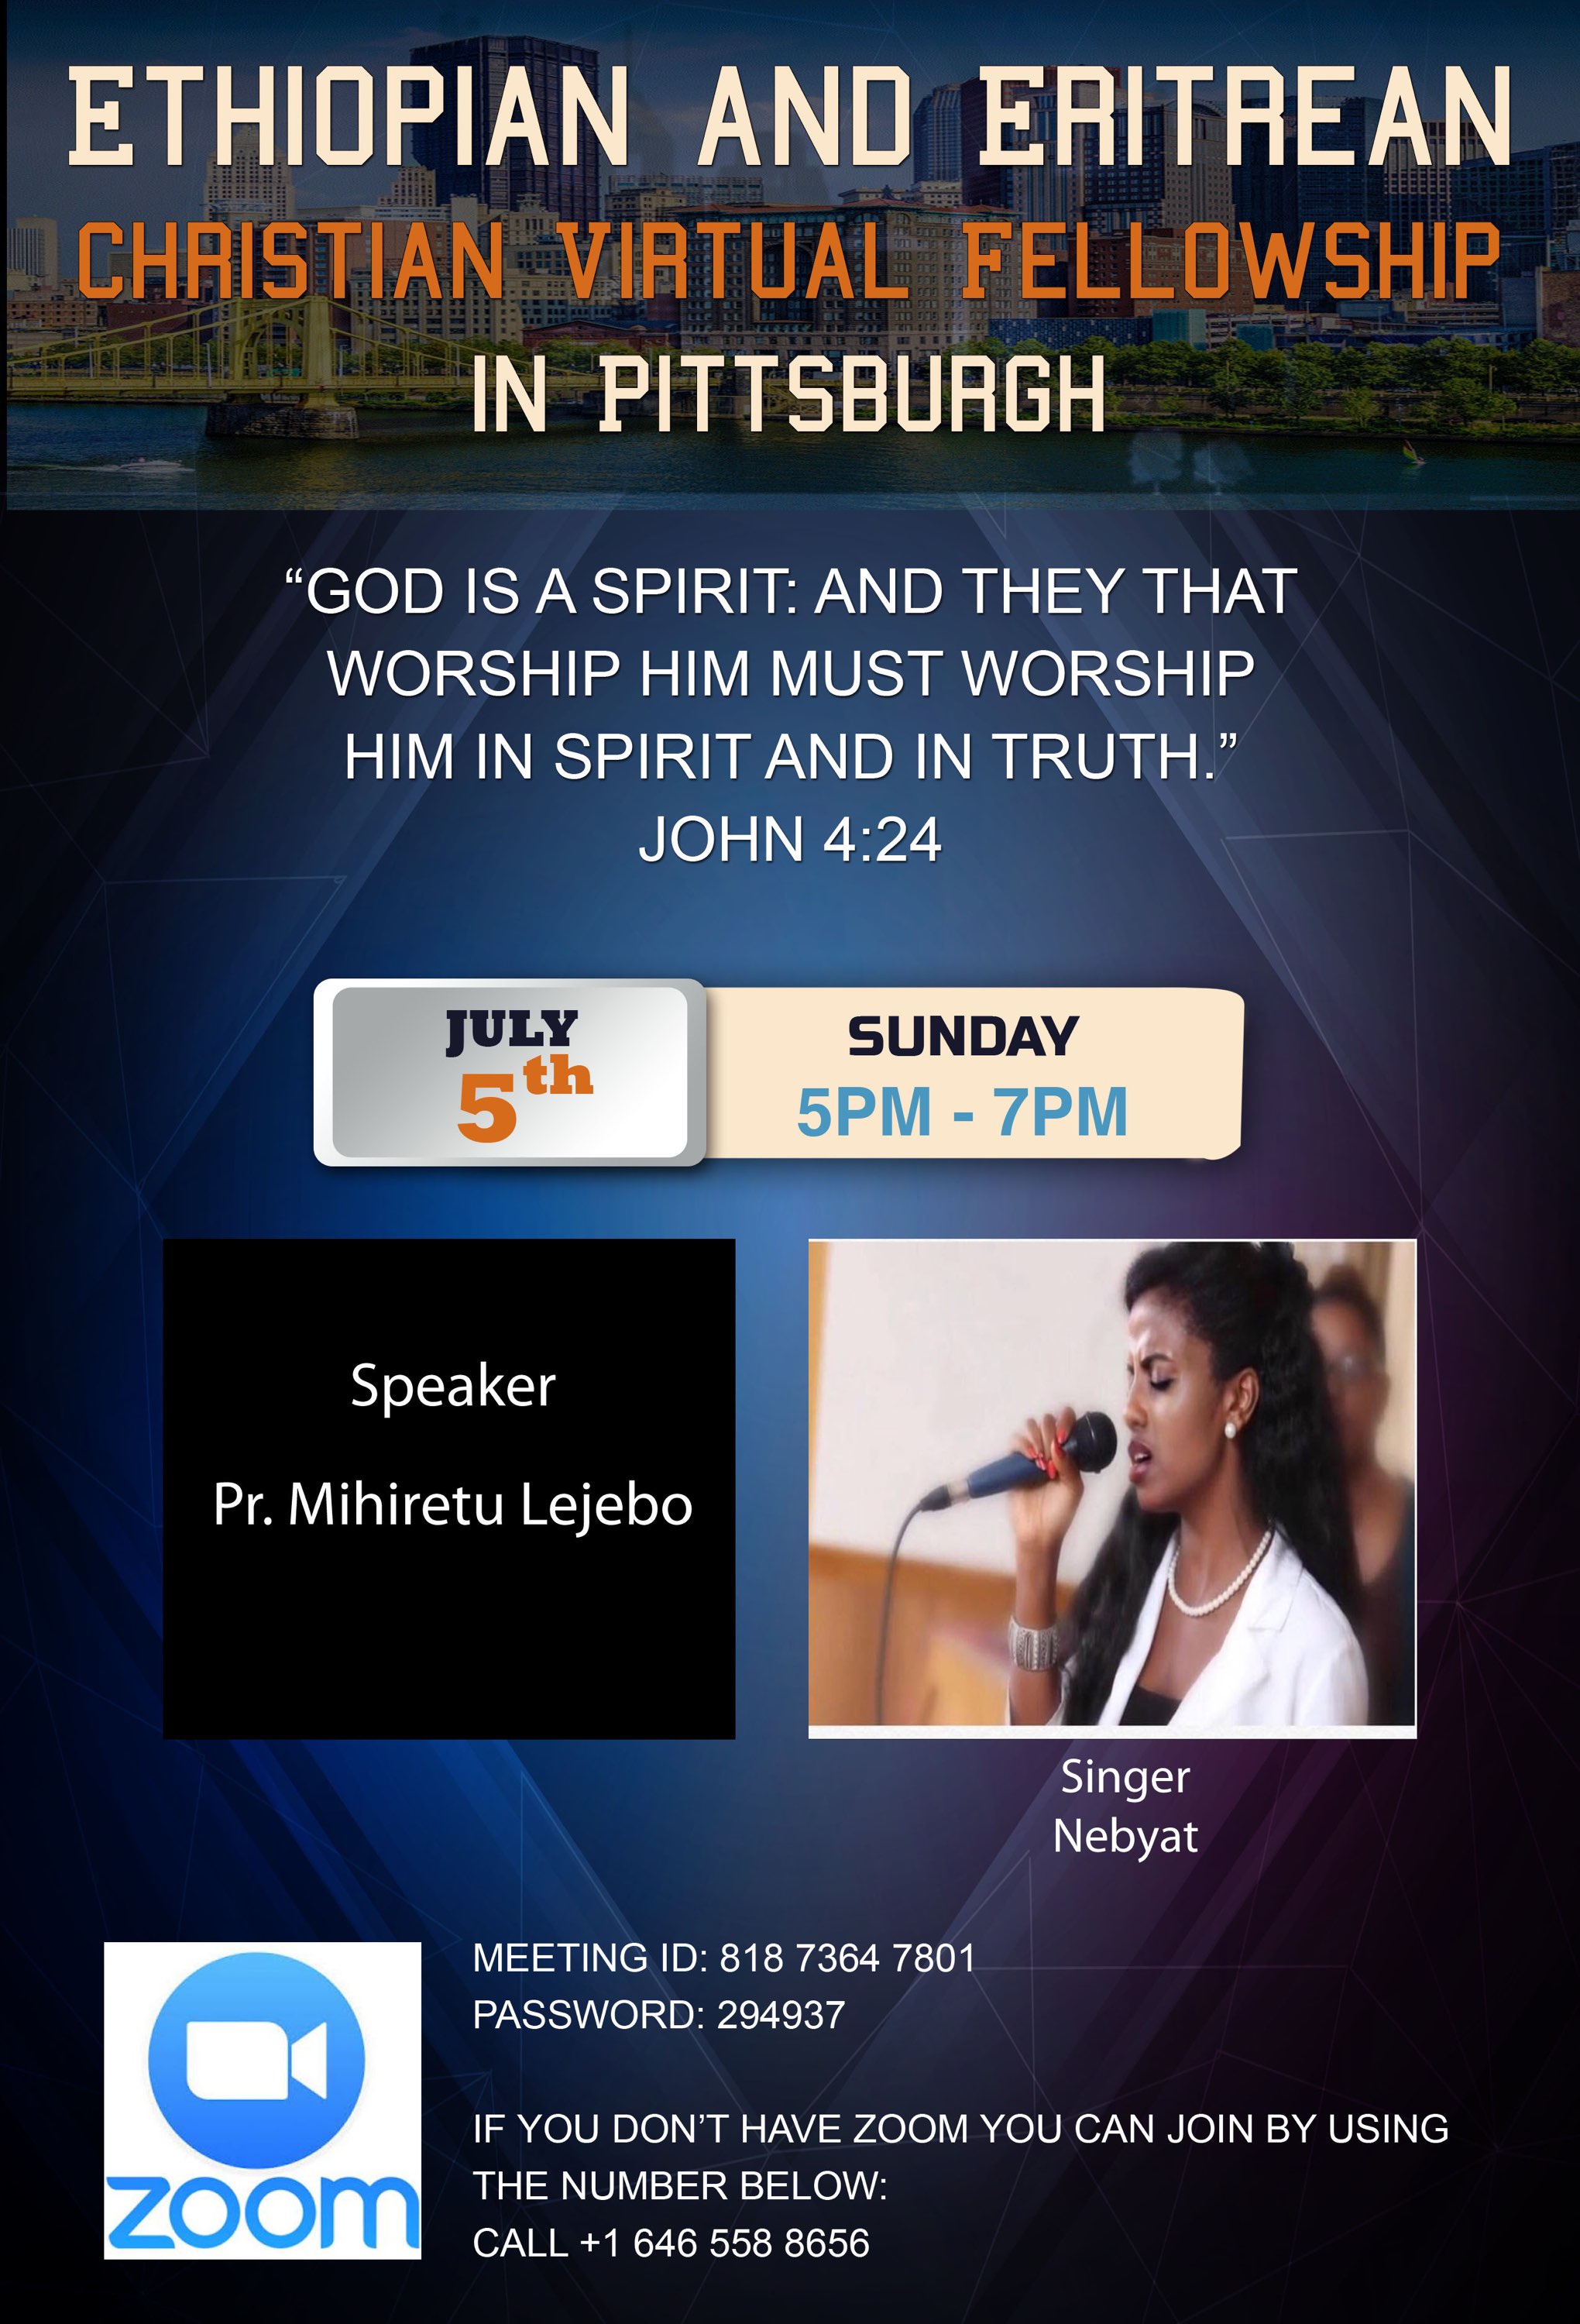 ETHIOPIAN AND ERITREAN
CHRISTIAN VIRTUAL FELLOWSHIP
IN PITTSBURGH
“GOD IS A SPIRIT: AND THEY THAT
WORSHIP HIM MUST WORSHIP
HIM IN SPIRIT AND IN TRUTH.”
JOHN 4:24
JULY
5th
SUNDAY
5PM - 7PM
Speaker
Pr. Mihiretu Lejebo
Singer
Nebyat
MEETING ID: 818 7364 7801
PASSWORD: 294937
IF YOU DON’T HAVE ZOOM YOU CAN JOIN BY USING
THE NUMBER BELOW:
CALL +1 646 558 8656
zoom